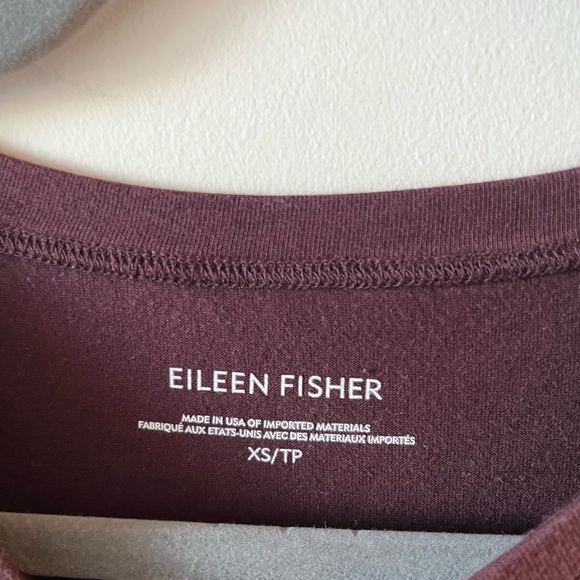 EILEEN FISHER
MADE IN USA OF IMPORTED MATERIALS
FABRIQUÉ AUX ETATS-UNIS AVEC DES MATERIAUX IMPORTÉS
XS/TP